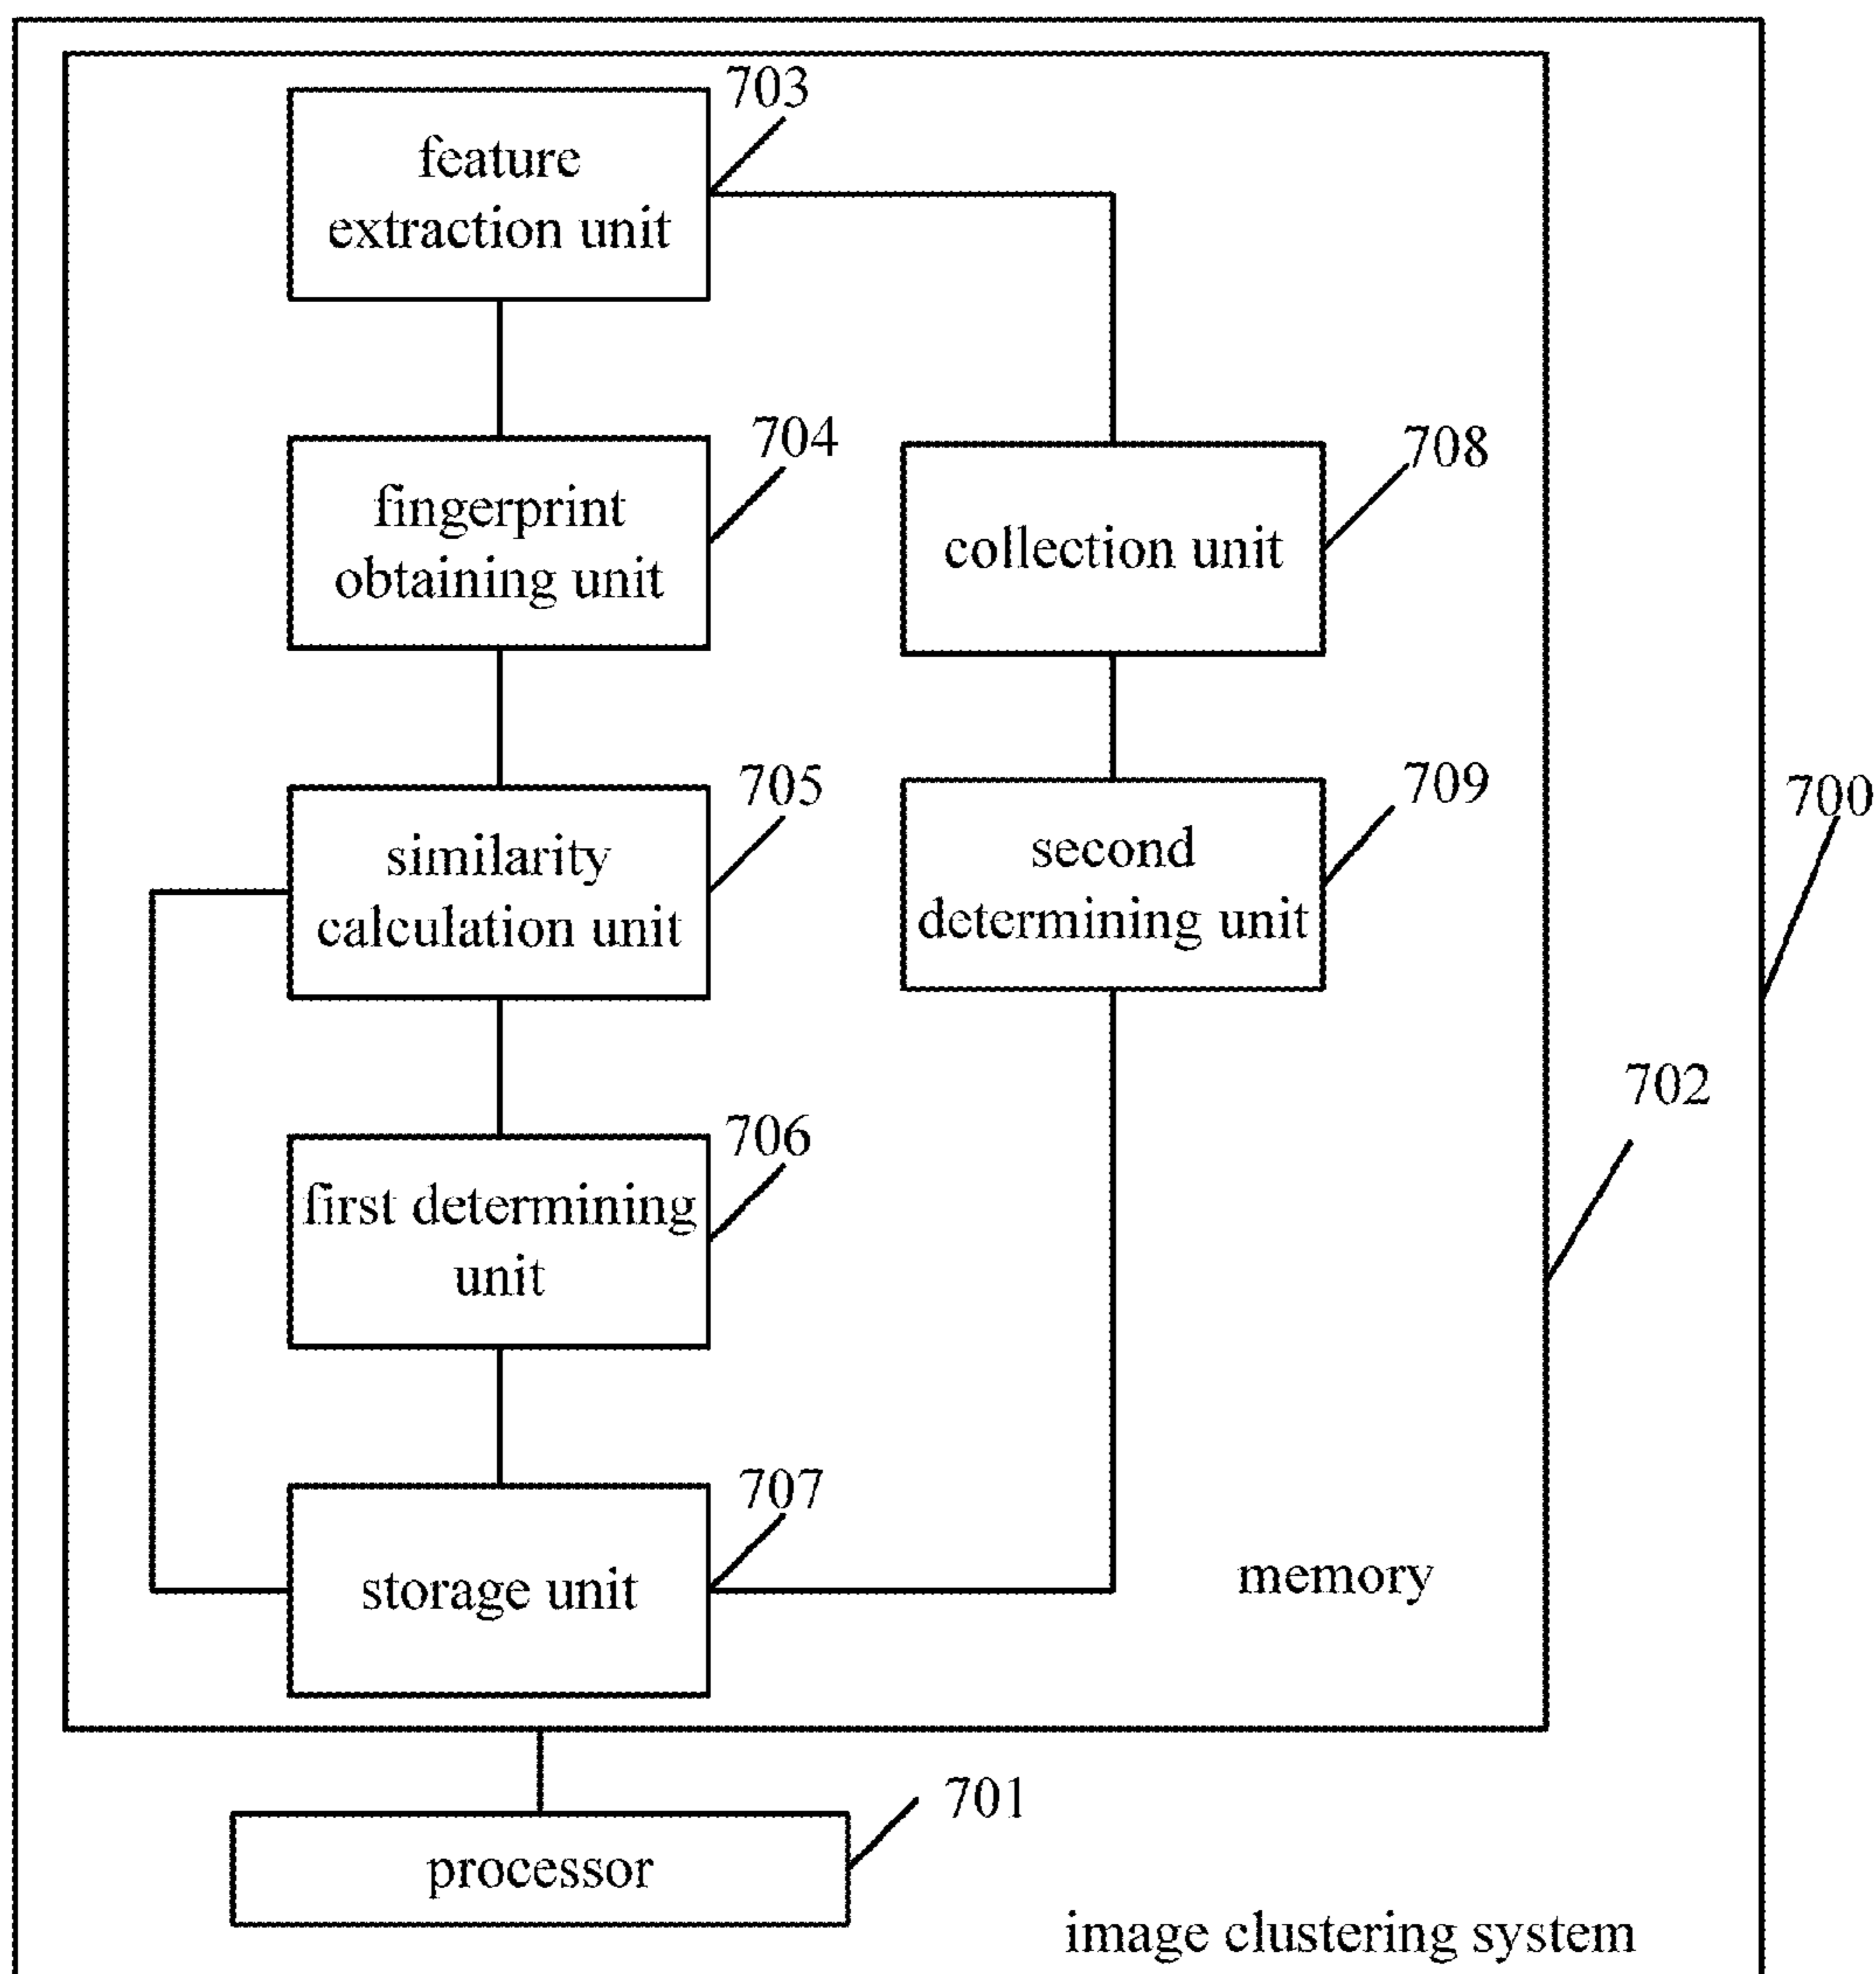 703
feature
extraction unit
704
fingerprint
obtaining unit
708
collection unit
705
similarity
calculation unit
709
second
determining unit
700
702
706
first determining
unit
707
storage unit
memory
701
processor
image clustering system